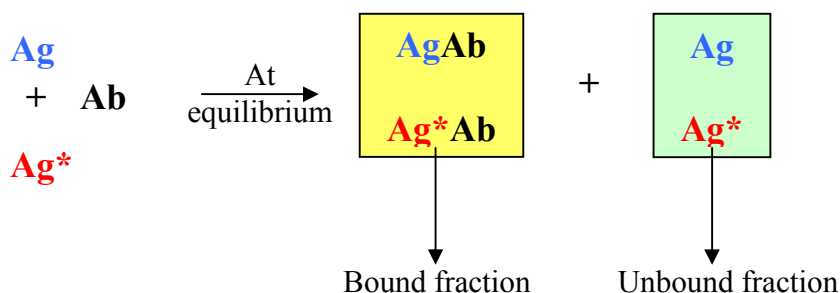 Ag
+ Ab
Ag*
At
equilibrium
AgAb
Ag*Ab
+
Ag
Ag*
Bound fraction
Unbound fraction